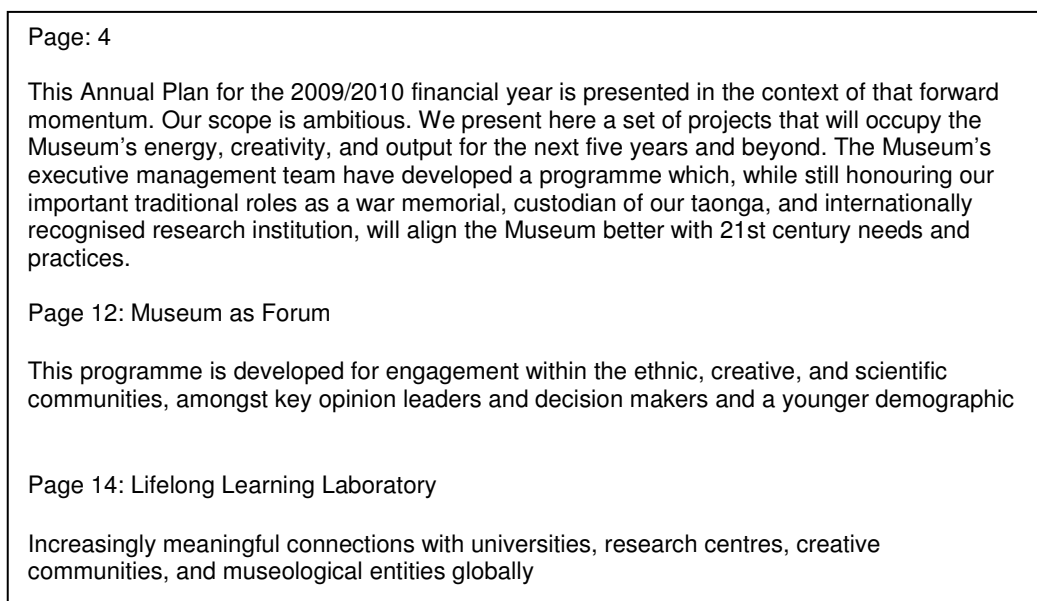 Page: 4
This Annual Plan for the 2009/2010 financial year is presented in the context of that forward
momentum. Our scope is ambitious. We present here a set of projects that will occupy the
Museum's energy, creativity, and output for the next five years and beyond. The Museum's
executive management team have developed a programme which, while still honouring our
important traditional roles as a war memorial, custodian of our taonga, and internationally
recognised research institution, will align the Museum better with 21st century needs and
practices.
Page 12: Museum as Forum
This programme is developed for engagement within the ethnic, creative, and scientific
communities, amongst key opinion leaders and decision makers and a younger demographic
Page 14: Lifelong Learning Laboratory
Increasingly meaningful connections with universities, research centres, creative
communities, and museological entities globally